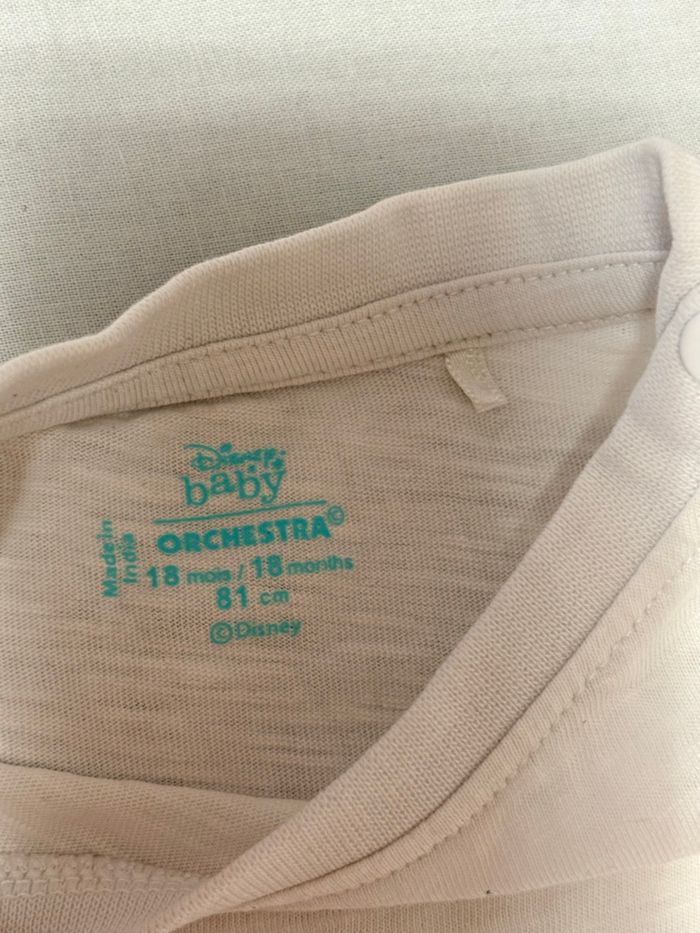 Disney
baby
ORCHESTRA©
18 mois / 18 months
81 cm
©Disney
Made in
India